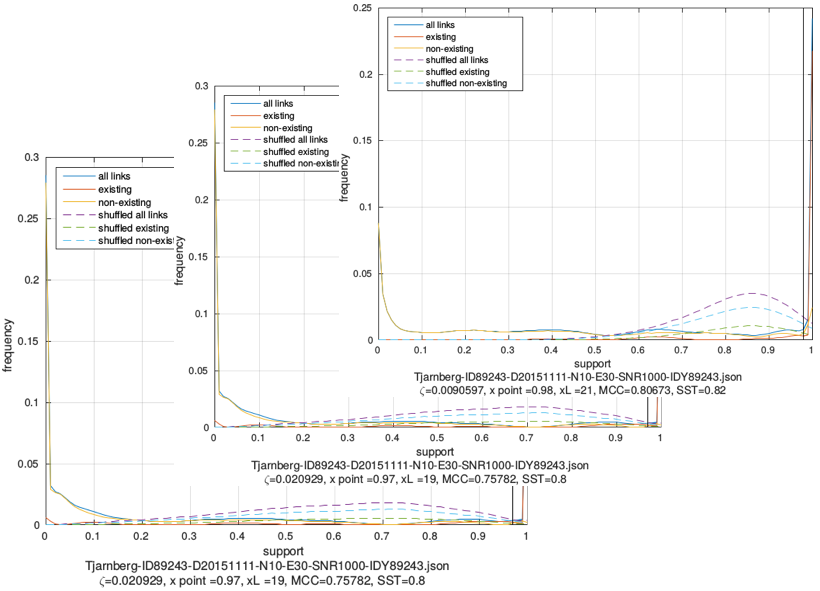 0.25
0.2
0.15
0.1
0.05
0
frequency
all links
existing
non-existing
shuffled all links
shuffled existing
shuffled non-existing
0 0.1 0.2 0.3 0.4 0.5 0.6 0.7 0.8 0.9 1
support
Tjarnberg-ID89243-D20151111-N10-E30-SNR1000-IDY89243.json
ζ=0.0090597, x point =0.98, xL =21, MCC=0.80673, SST=0.82
0.3
0.25
0.2
0.15
0.1
0.05
0
frequency
all links
existing
non-existing
shuffled all links
shuffled existing
shuffled non-existin
0 0.1 0.2 0.3 0.4 0.5 0.6 0.7 0.8 0.9 1
support
Tjarnberg-ID89243-D20151111-N10-E30-SNR1000-IDY89243.json
ζ=0.020929, x point =0.97, xL =19, MCC=0.75782, SST=0.8
0.3
0.25
0.2
0.15
0.1
0.05
0
frequency
all links
existing
non-existing
shuffled all links
shuffled existing
shuffled non-exist
0 0.1 0.2 0.3 0.4 0.5 0.6 0.7 0.8 0.9 1
support
Tjarnberg-ID89243-D20151111-N10-E30-SNR1000-IDY89243.json
ζ=0.020929, x point =0.97, xL =19, MCC=0.75782, SST=0.8